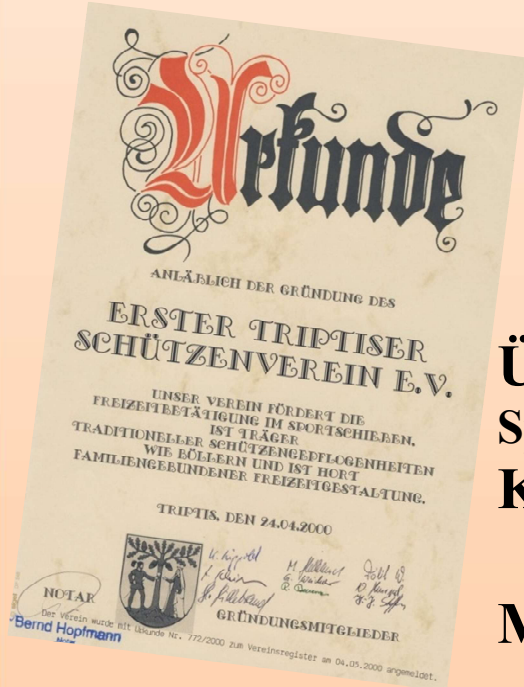 Urkunde
ANLÄßLICH DER GRÜNDUNG DES
ERSTER TRIPTISER
SCHÜTZENVEREIN E.V.
UNSER VEREIN FÖRDERT DIE
FREIZEITBETÄTIGUNG IM SPORTSCHIEßEN,
IST TRÄGER
TRADITIONELLER SCHÜTZENGEPFLOGENHEITEN
WIE BÖLLERN UND IST HORT
FAMILIENGEBUNDENER FREIZEITGESTALTUNG.
TRIPTIS, DEN 24.04.2000
NOTAR
GRÜNDUNGSMITGLIEDER
Der Verein wurde mit Urkunde Nr. 772/2000 zum Vereinsregister am 04.05.2000 angemeldet.
Bernd Hopfmann
Notar
Ü
S
K
M